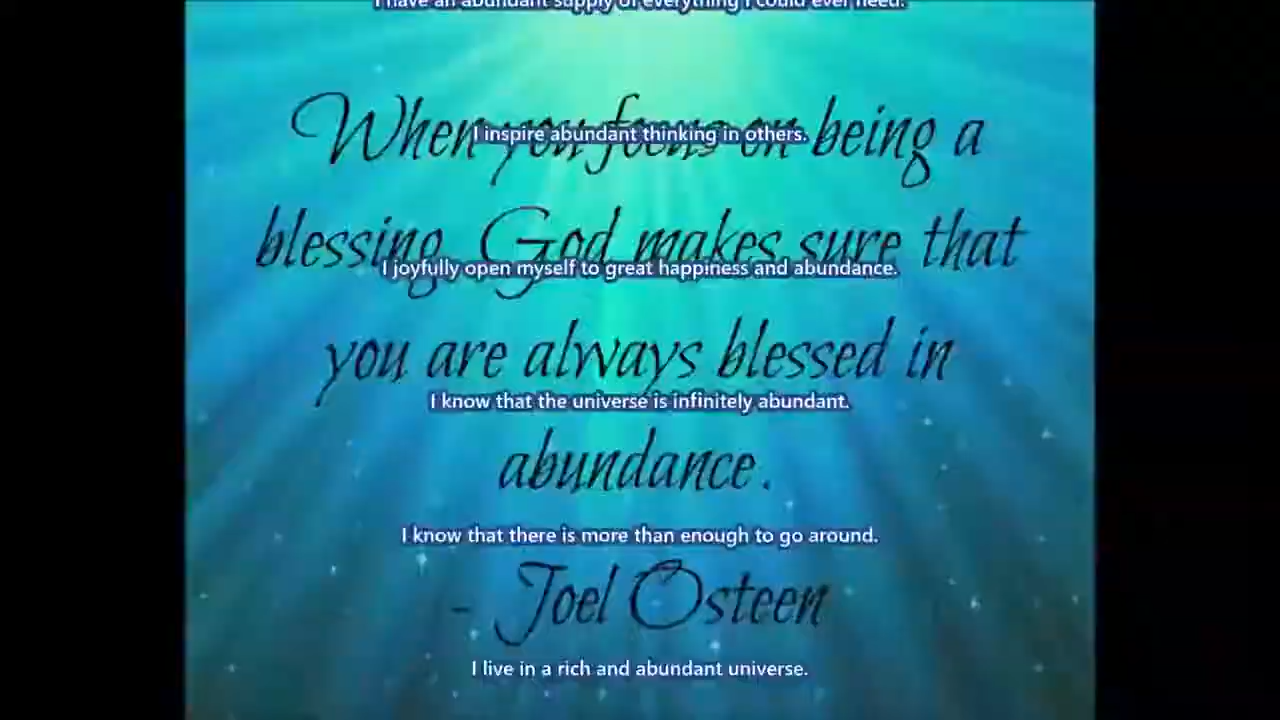 I have an abundant supply of everything I could ever need.
When you focus on being a
I inspire abundant thinking in others.
blessing, God makes sure that
I joyfully open myself to great happiness and abundance.
you are always blessed in
I know that the universe is infinitely abundant.
abundance.
I know that there is more than enough to go around.
- Joel Osteen
I live in a rich and abundant universe.